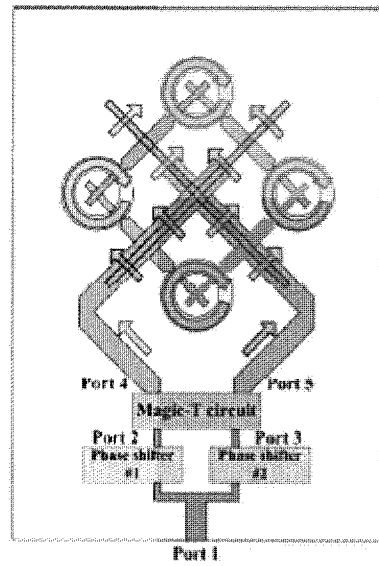 Port 4
Port 5
Magic-T circuit
Port 2
Port 3
Phase shifter
#1
Phase shifter
#2
Port 1